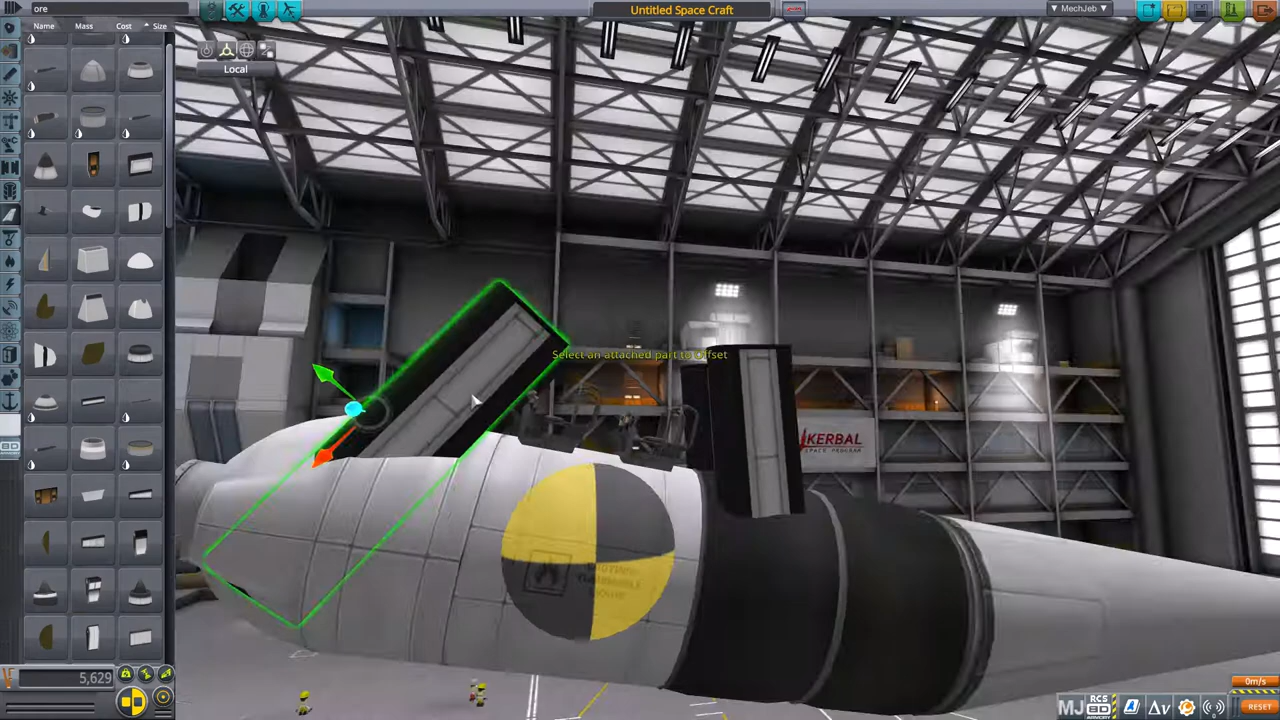 ore
Untitled Space Craft
▼ MechJeb ▼
Name Mass Cost Size
Local
Select an attached part to Offset
KERBAL
SPACE PROGRAM
5,629
0m/s
MJ
RCS
Δv
RESET